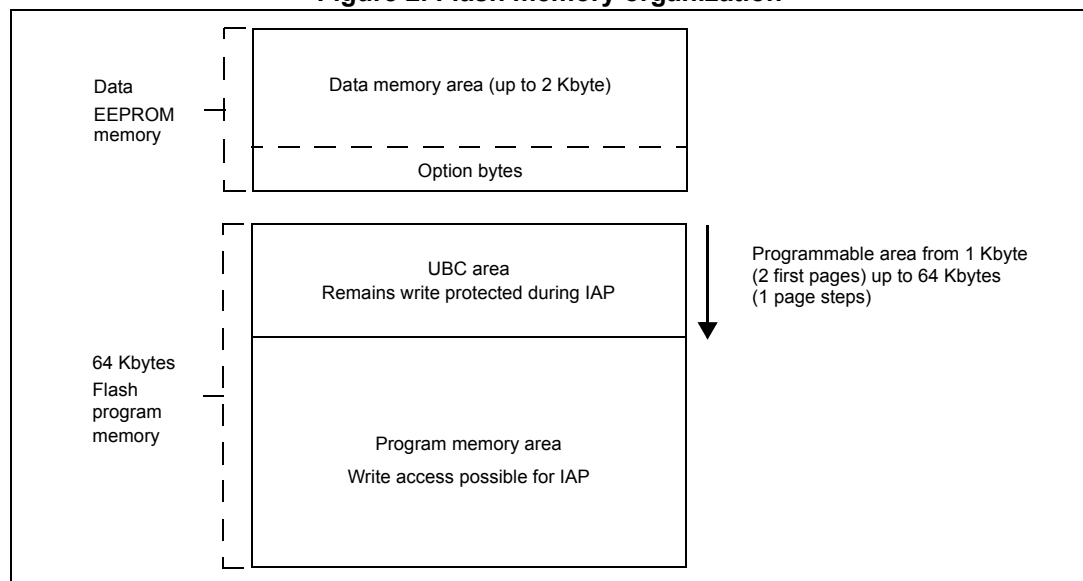 Figure 2. Flash memory organization
Data memory area (up to 2 Kbyte)
Data
EEPROM
memory
Option bytes
UBC area
Remains write protected during IAP
Programmable area from 1 Kbyte
(2 first pages) up to 64 Kbytes
(1 page steps)
64 Kbytes
Flash
program
memory
Program memory area
Write access possible for IAP